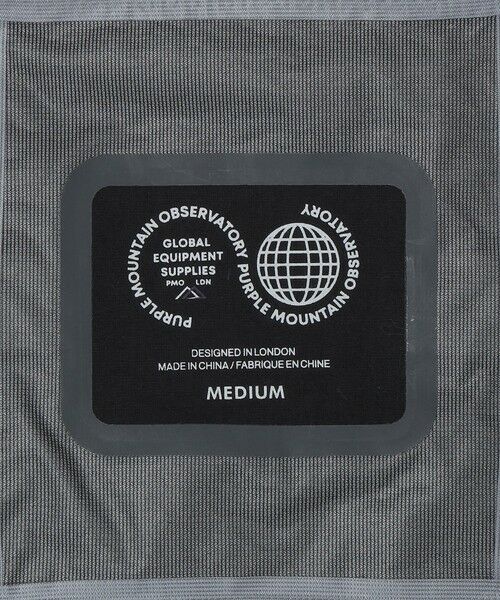 PURPLE MOUNTAIN OBSERVATORY
GLOBAL
EQUIPMENT
SUPPLIES
PMO LDN
PURPLE MOUNTAIN OBSERVATORY
DESIGNED IN LONDON
MADE IN CHINA / FABRIQUE EN CHINE
MEDIUM